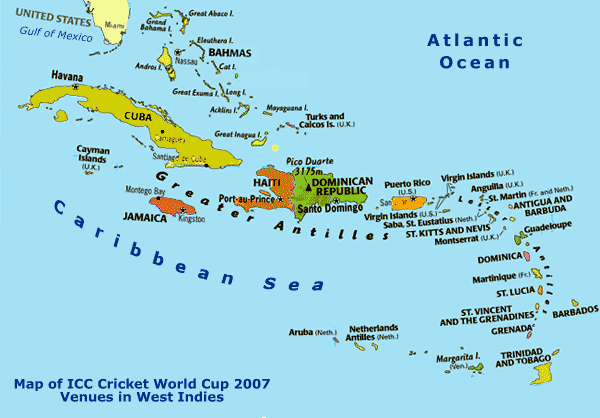 UNITED STATES
Miami
Gulf of Mexico
Great Abaco I.
Grand
Bahama I.
Eleuthera I.
BAHMAS
Nassau
Andros I.
Cat I.
Great Exuma I.
Long I.
Acklins I.
Mayaguana I.
Great Inagua I.
Turks and
Caicos Is. (U.K.)
Atlantic
Ocean
Havana
CUBA
Camaguey
Santiago de Cuba
Cayman
Islands
(U.K.)
Pico Duarte
3175m.
HAITI
DOMINICAN
REPUBLIC
Port-au-Prince
Santo Domingo
Montego Bay
JAMAICA
Kingston
Greater Antilles
Puerto Rico
(U.S.)
San
Virgin Islands (U.K.)
Anguilla (U.K.)
St. Martin (Fr. and Neth.)
Virgin Islands (U.S.)
Saba, St. Eustatius (Neth.)
ANTIGUA AND
BARBUDA
ST. KITTS AND NEVIS
Montserrat (U.K.)
Guadeloupe
DOMINICA
Martinique (Fr.)
ST. LUCIA
ST. VINCENT
AND THE GRENADINES
BARBADOS
GRENADA
Caribbean Sea
Aruba (Neth.)
Netherlands
Antilles (Neth.)
Margarita I.
(Ven.)
TRINIDAD
AND TOBAGO
Map of ICC Cricket World Cup 2007
Venues in West Indies